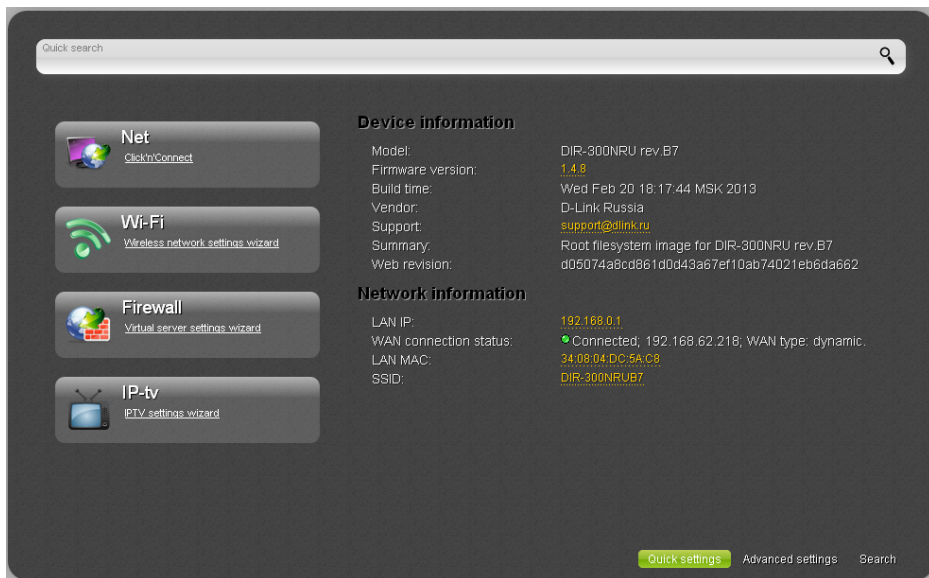 Quick search
Net
Click'n'Connect
Wi-Fi
Wireless network settings wizard
Firewall
Virtual server settings wizard
IP-tv
IPTV settings wizard
Device information
Model: DIR-300NRU rev.B7
Firmware version: 1.4.8
Build time: Wed Feb 20 18:17:44 MSK 2013
Vendor: D-Link Russia
Support: support@dlink.ru
Summary: Root filesystem image for DIR-300NRU rev.B7
Web revision: d05074a8cd861d0d43a67ef10ab74021eb6da662
Network information
LAN IP: 192.168.0.1
WAN connection status: Connected; 192.168.62.218; WAN type: dynamic.
LAN MAC: 34:08:04:DC:5A:C8
SSID: DIR-300NRUB7
Quick settings Advanced settings Search